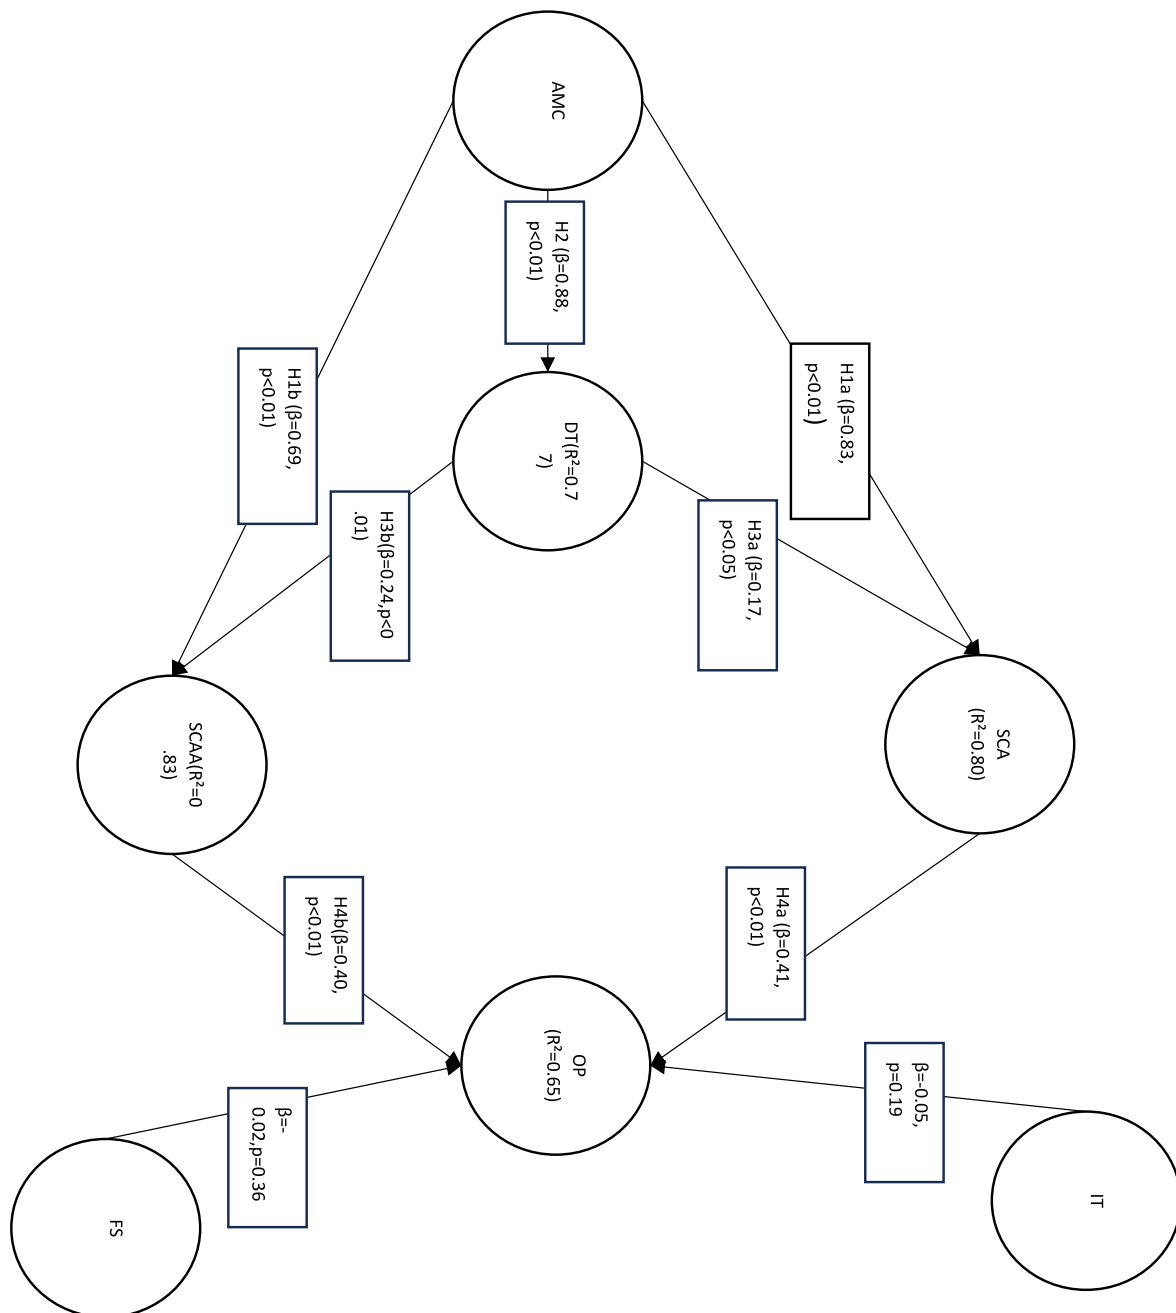 AMC
H1a (β=0.83,
p<0.01)
H2 (β=0.88,
p<0.01)
H1b (β=0.69,
p<0.01)
DT(R²=0.7
7)
H3a (β=0.17,
p<0.05)
H3b(β=0.24,p<0
.01)
SCA
(R²=0.80)
SCAA(R²=0
.83)
H4a (β=0.41,
p<0.01)
H4b(β=0.40,
p<0.01)
OP
(R²=0.65)
β=-0.05,
p=0.19
β=-
0.02,p=0.36
IT
FS